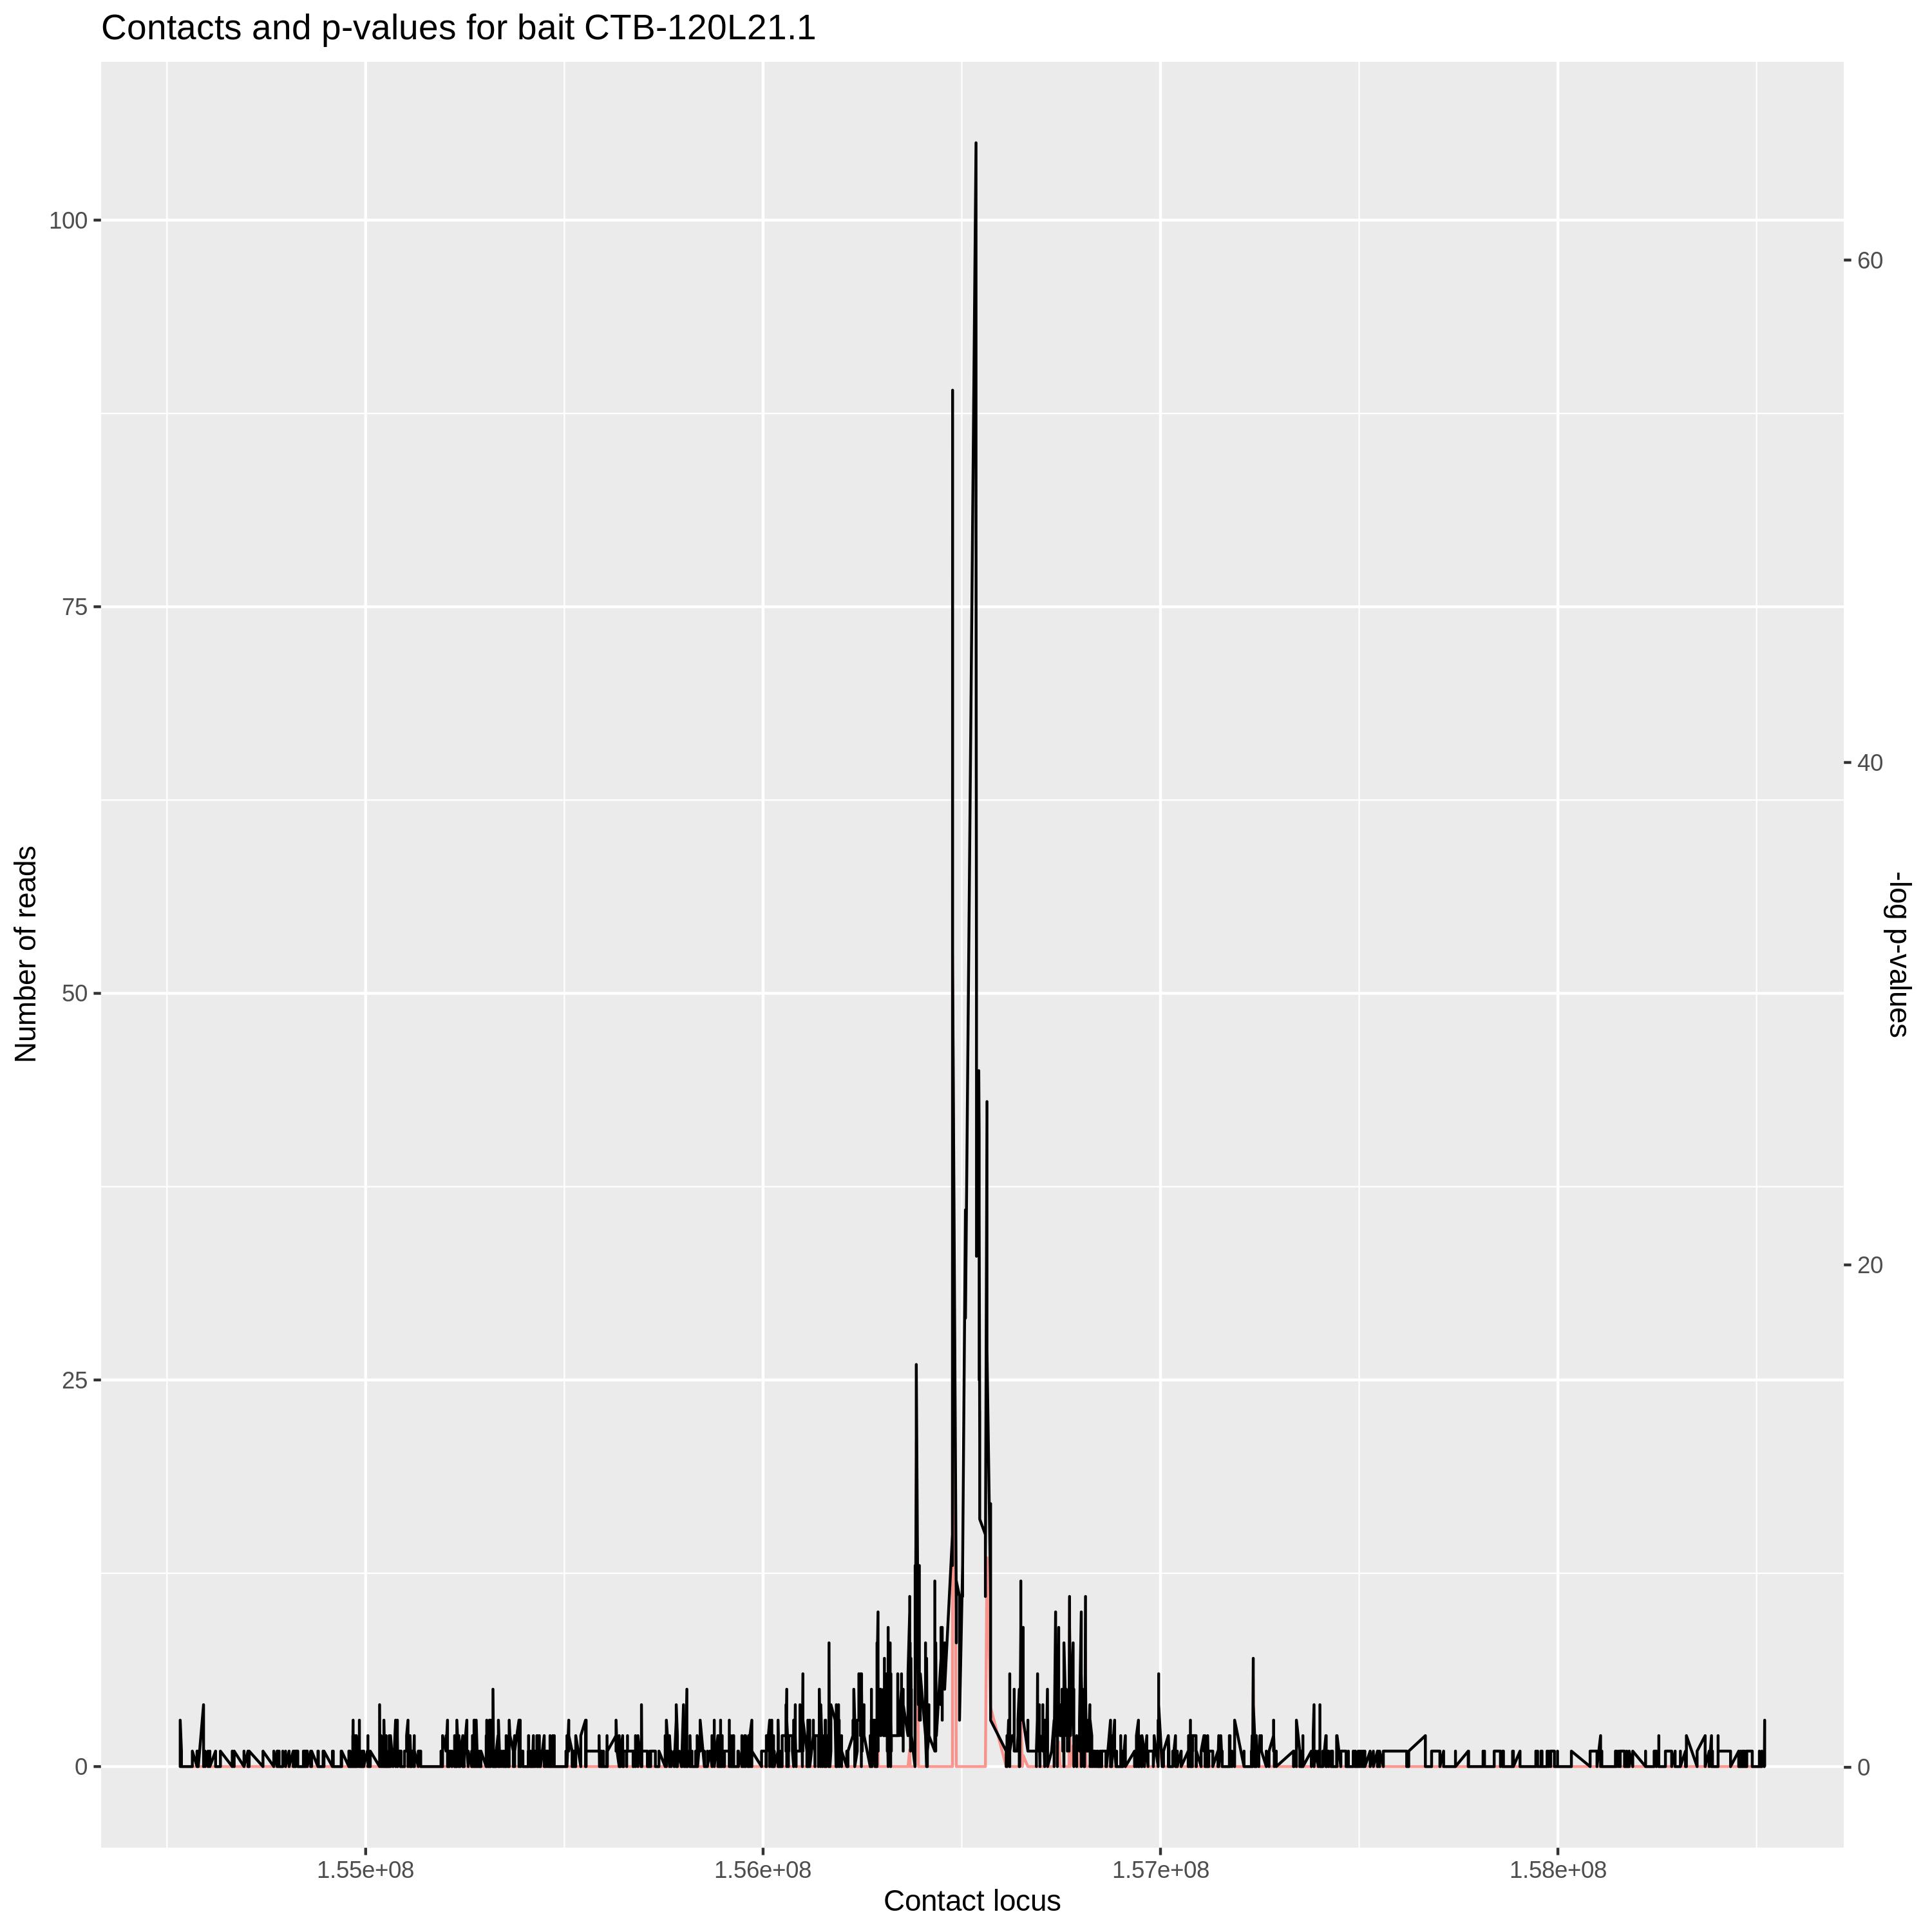 Contacts and p-values for bait CTB-120L21.1
100
75
50
25
0
Number of reads
60
40
20
0
-log p-values
1.55e+08
1.56e+08
1.57e+08
1.58e+08
Contact locus